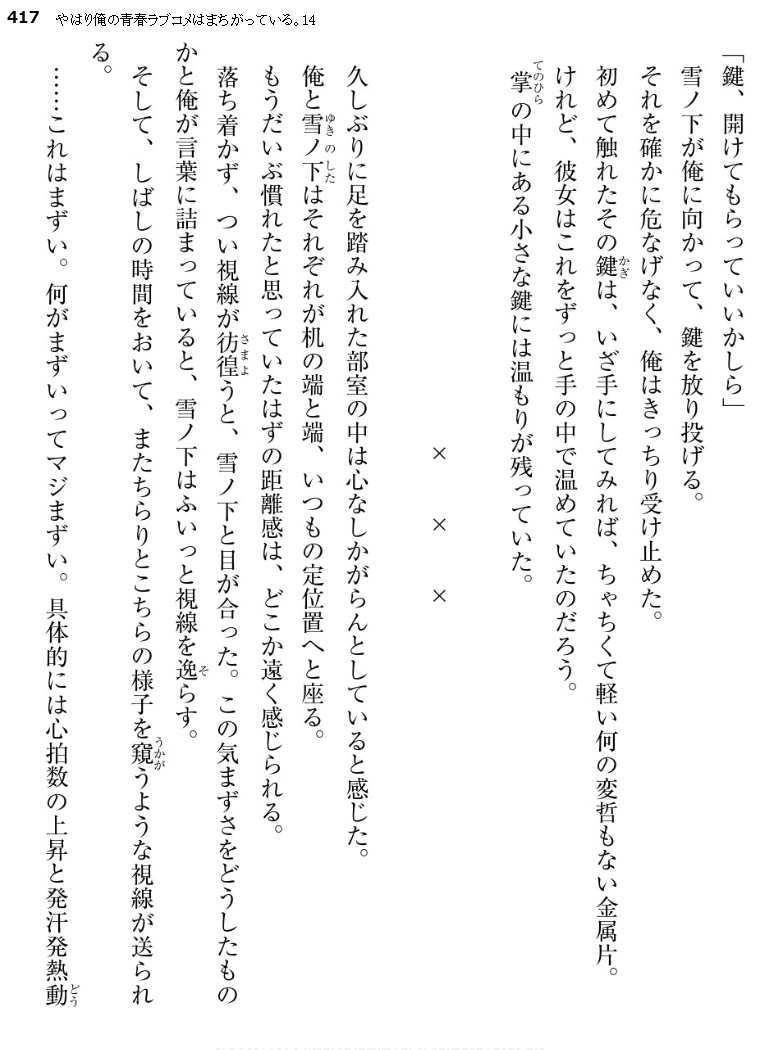 417 やはり俺の青春ラブコメはまちがっている。14
「鍵、開けてもらっていいかしら」
雪ノ下が俺に向かって、鍵を放り投げる。
それを確かに危なげなく、俺はきっちり受け止めた。
初めて触れたその鍵は、いざ手にしてみれば、ちゃちくて軽い何の変哲もない金属片。
けれど、彼女はこれをずっと手の中で温めていたのだろう。
掌の中にある小さな鍵には温もりが残っていた。
× × ×
久しぶりに足を踏み入れた部室の中は心なしかがらんとしていると感じた。
俺と雪ノ下はそれぞれが机の端と端、いつもの定位置へと座る。
もうだいぶ慣れたと思っていたはずの距離感は、どこか遠く感じられる。
落ち着かず、つい視線が彷徨うと、雪ノ下と目が合った。この気まずさをどうしたもの
かと俺が言葉に詰まっていると、雪ノ下はふいっと視線を逸らす。
そして、しばしの時間をおいて、またちらりとこちらの様子を窺うような視線が送られ
る。
……これはまずい。何がまずいってマジまずい。具体的には心拍数の上昇と発汗発熱動